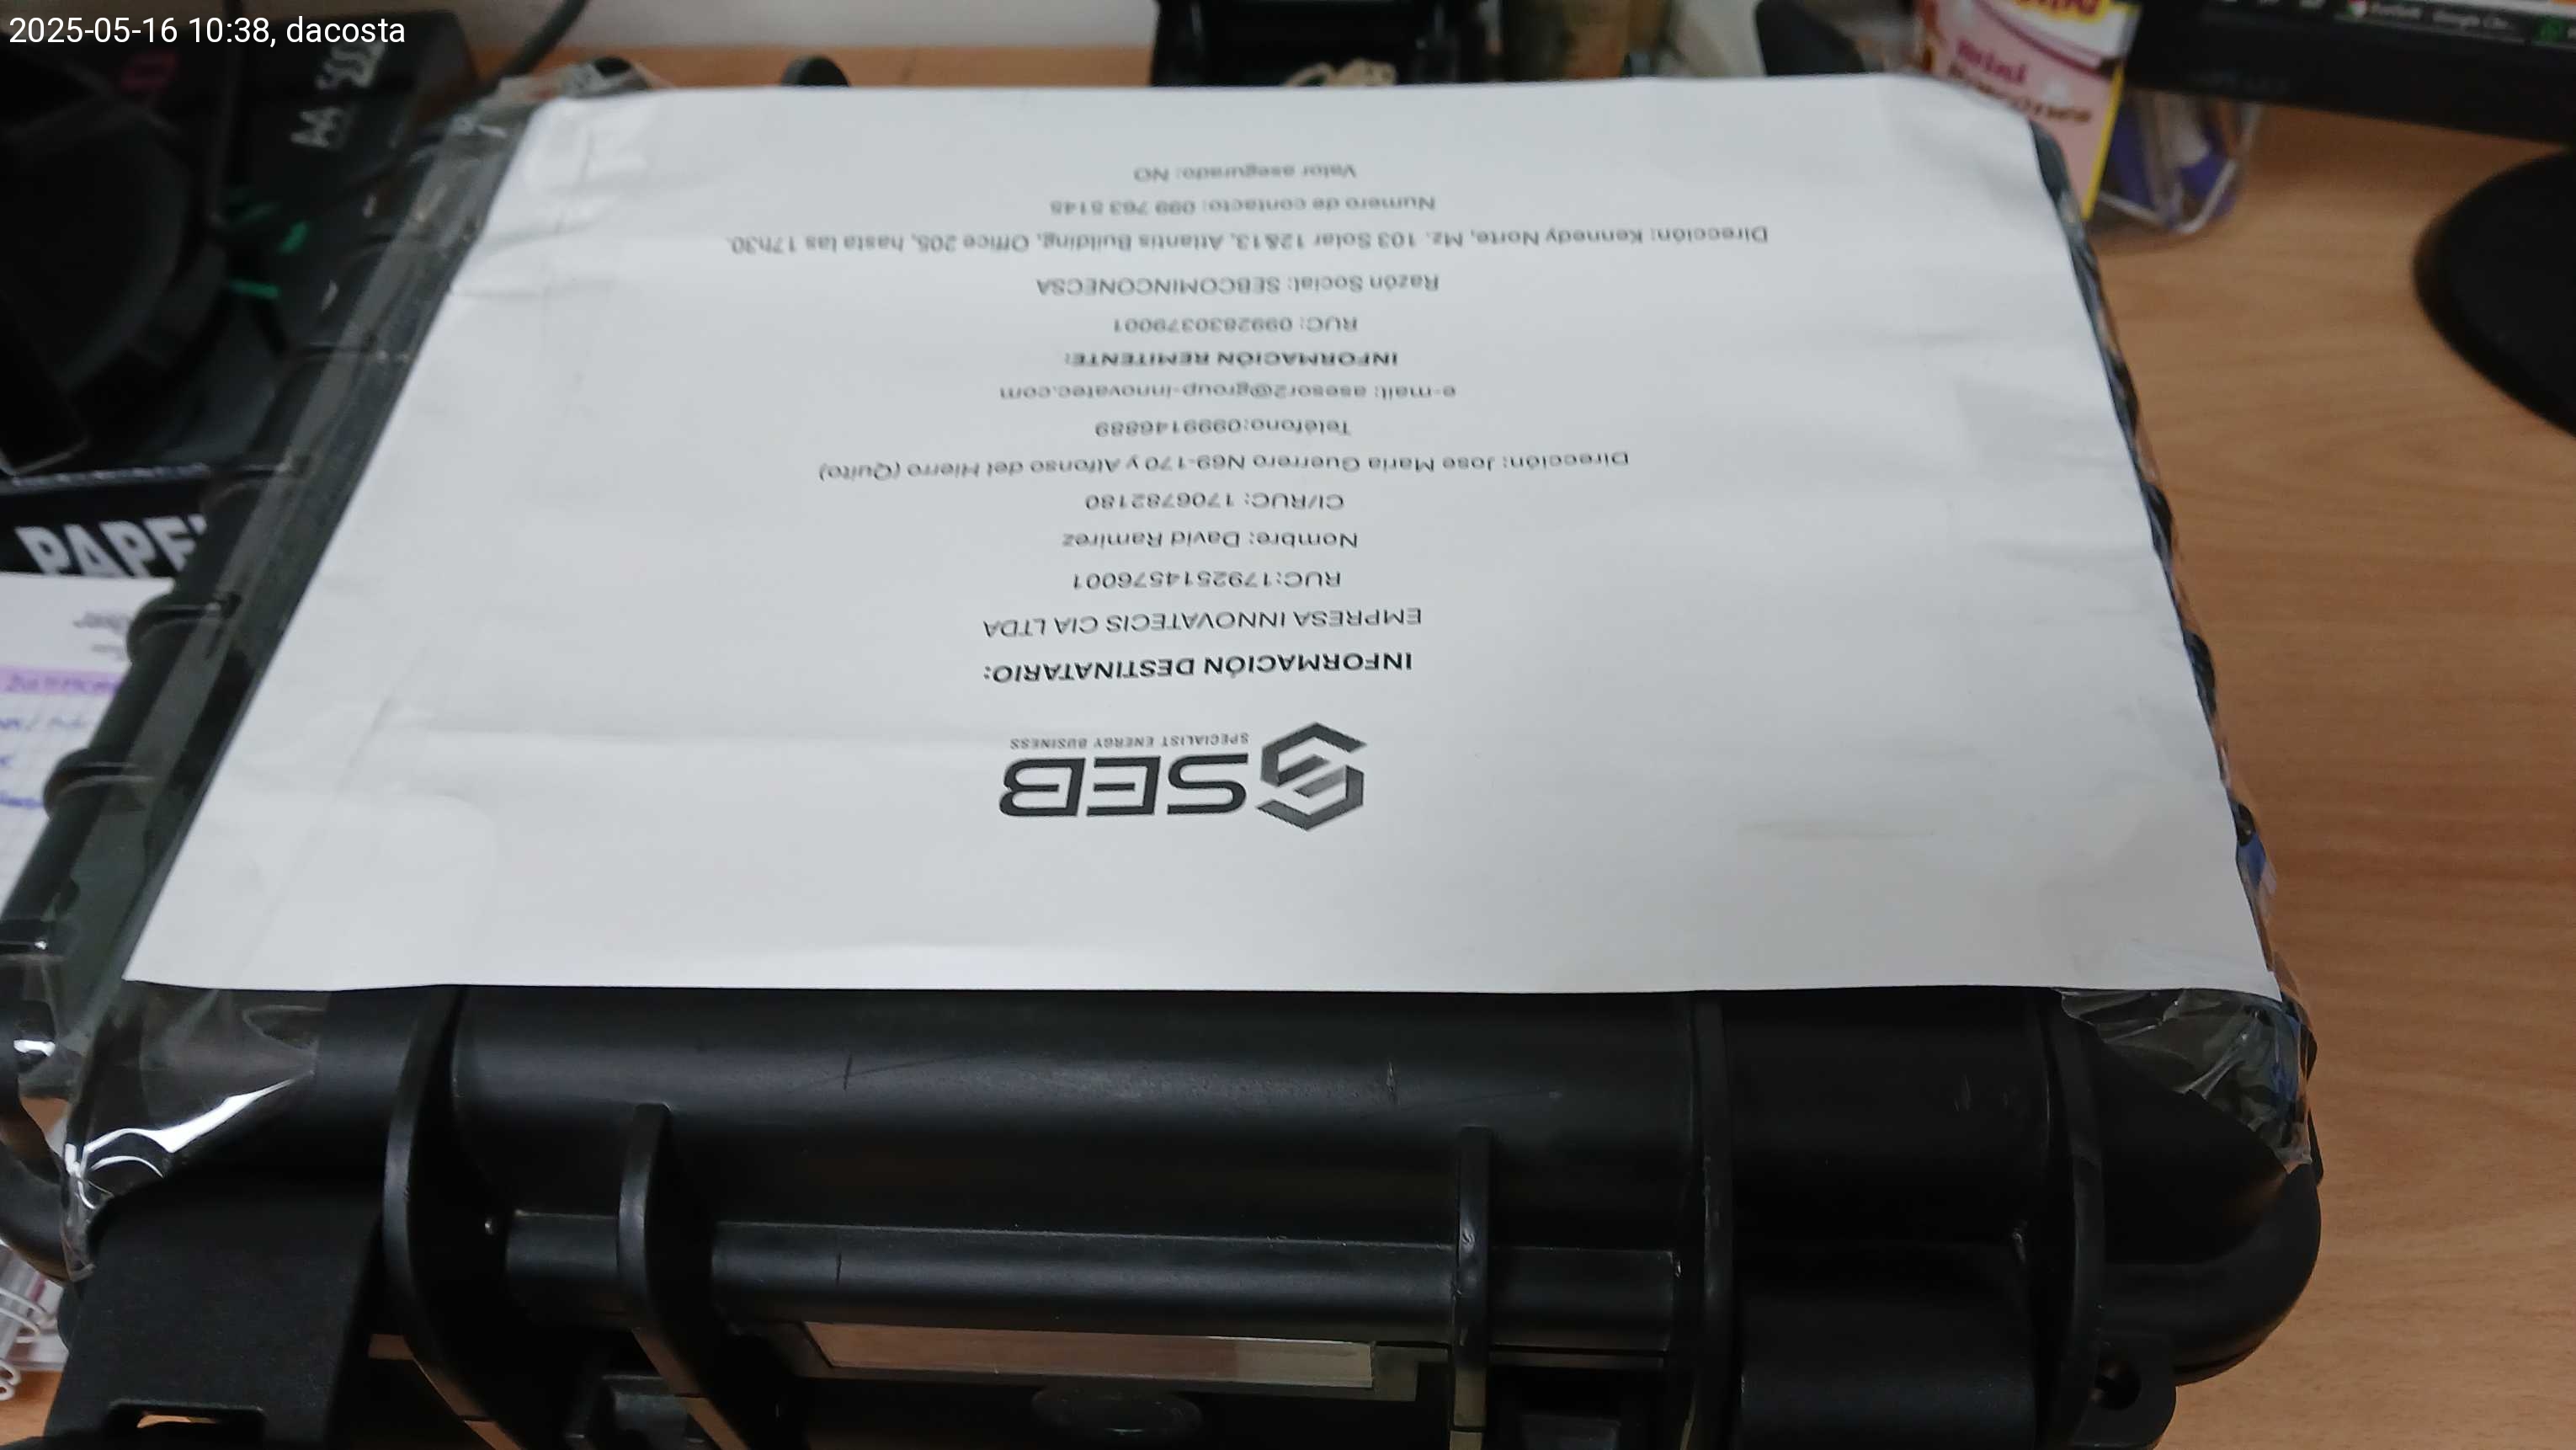 2025-05-16 10:38, dacosta
SEB
SPECIALIST ENERGY BUSINESS
INFORMACIÓN DESTINATARIO:
EMPRESA INNOVATECIS CIA LTDA
RUC:1792514576001
Nombre: David Ramirez
CI/RUC: 1706782180
Dirección: Jose Maria Guerrero N69-170 y Alfonso del Hierro (Quito)
Teléfono:0999146889
e-mail: asesor2@group-innovatec.com
INFORMACIÓN REMITENTE:
RUC: 0992830379001
Razón Social: SEBCOMINCONECSA
Dirección: Kennedy Norte, Mz. 103 Solar 12&13, Atlantis Building, Office 205, hasta las 17h30.
Numero de contacto: 099 763 5145
Valor asegurado: NO
mini